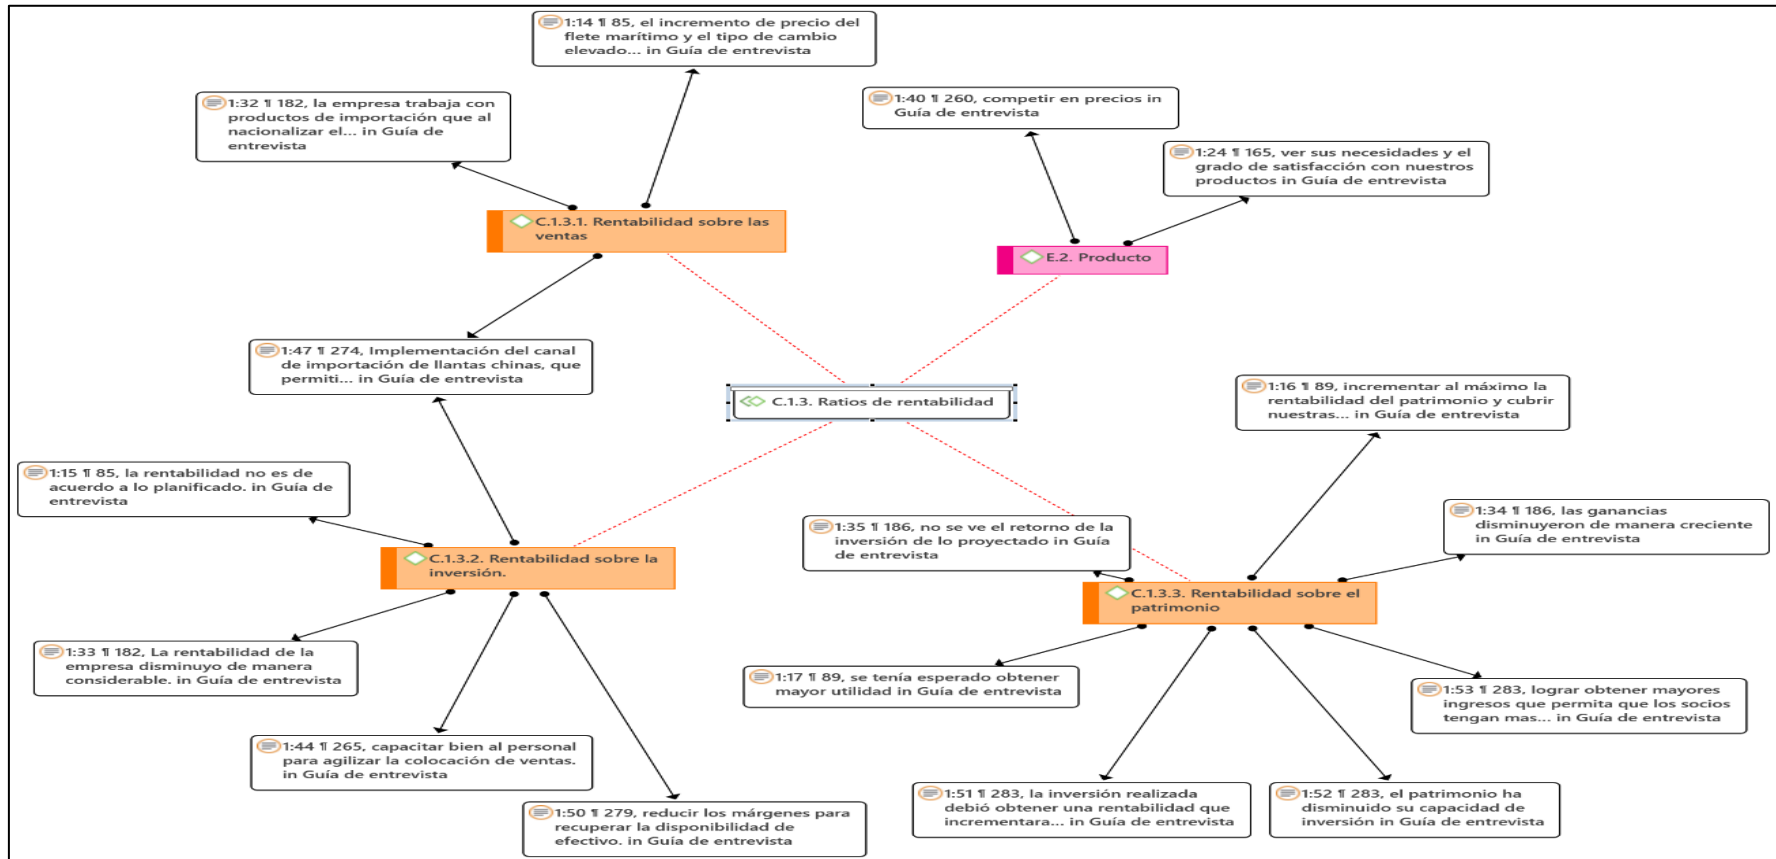 1:14 ¶ 85, el incremento de precio del
flete marítimo y el tipo de cambio
elevado... in Guía de entrevista
1:32 ¶ 182, la empresa trabaja con
productos de importación que al
nacionalizar el... in Guía de
entrevista
1:40 ¶ 260, competir en precios in
Guía de entrevista
1:24 ¶ 165, ver sus necesidades y el
grado de satisfacción con nuestros
productos in Guía de entrevista
C.1.3.1. Rentabilidad sobre las
ventas
E.2. Producto
1:47 ¶ 274, Implementación del canal
de importación de llantas chinas, que
permiti... in Guía de entrevista
C.1.3. Ratios de rentabilidad
1:16 ¶ 89, incrementar al máximo la
rentabilidad del patrimonio y cubrir
nuestras... in Guía de entrevista
1:15 ¶ 85, la rentabilidad no es de
acuerdo a lo planificado. in Guía de
entrevista
1:35 ¶ 186, no se ve el retorno de la
inversión de lo proyectado in Guía
de entrevista
1:34 ¶ 186, las ganancias
disminuyeron de manera creciente
in Guía de entrevista
C.1.3.2. Rentabilidad sobre la
inversión.
C.1.3.3. Rentabilidad sobre el
patrimonio
1:33 ¶ 182, La rentabilidad de la
empresa disminuyo de manera
considerable. in Guía de entrevista
1:17 ¶ 89, se tenía esperado obtener
mayor utilidad in Guía de entrevista
1:53 ¶ 283, lograr obtener mayores
ingresos que permita que los socios
tengan mas... in Guía de entrevista
1:44 ¶ 265, capacitar bien al personal
para agilizar la colocación de ventas.
in Guía de entrevista
1:50 ¶ 279, reducir los márgenes para
recuperar la disponibilidad de
efectivo. in Guía de entrevista
1:51 ¶ 283, la inversión realizada
debió obtener una rentabilidad que
incrementara... in Guía de entrevista
1:52 ¶ 283, el patrimonio ha
disminuido su capacidad de
inversión in Guía de entrevista